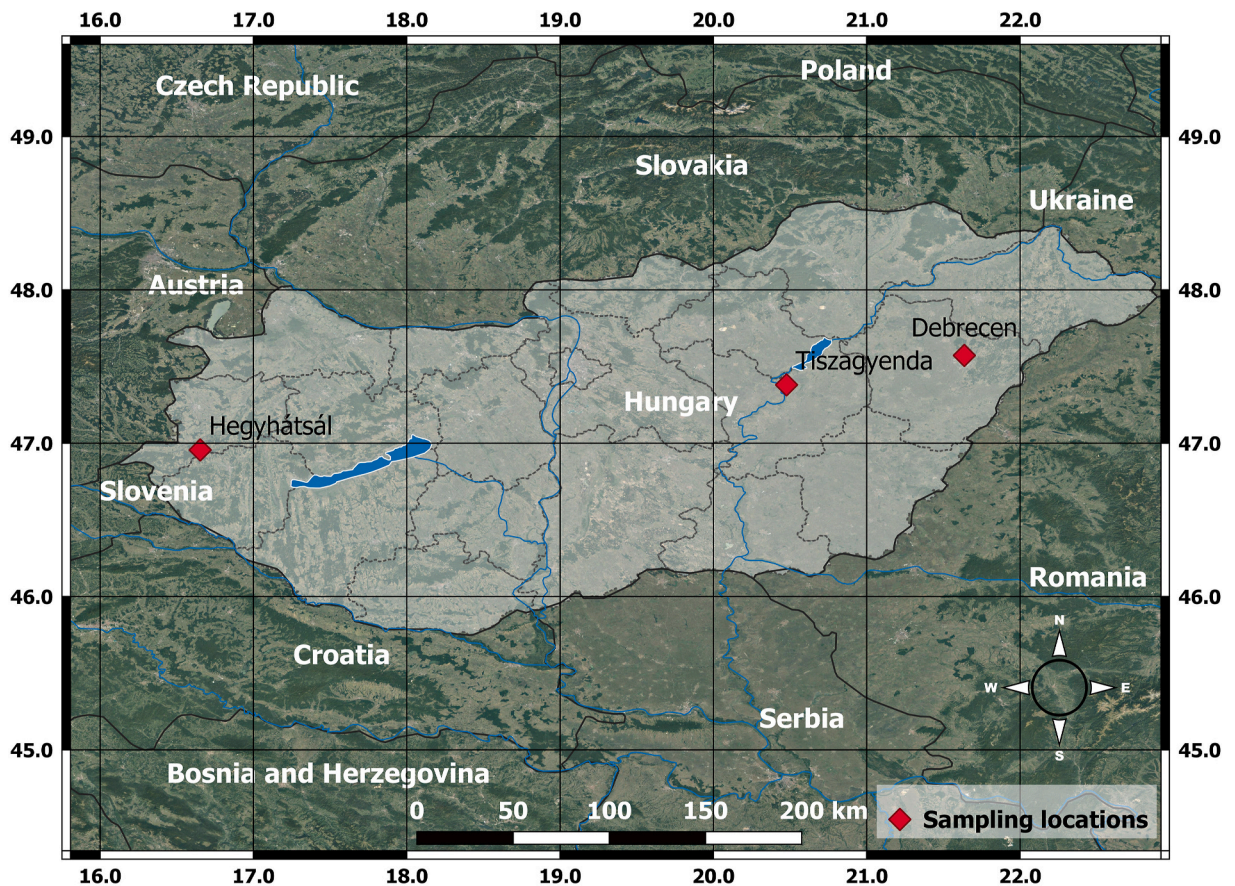 16.0 17.0 18.0 19.0 20.0 21.0 22.0
Czech Republic
Poland
49.0 49.0
Slovakia
Ukraine
Austria
48.0 48.0
Debrecen
Tiszagyenda
Hungary
Hegyhátsál
47.0 47.0
Slovenia
Romania
46.0 46.0
N
Croatia
W E
Serbia
45.0 45.0
S
Bosnia and Herzegovina
0 50 100 150 200 km
Sampling locations
16.0 17.0 18.0 19.0 20.0 21.0 22.0